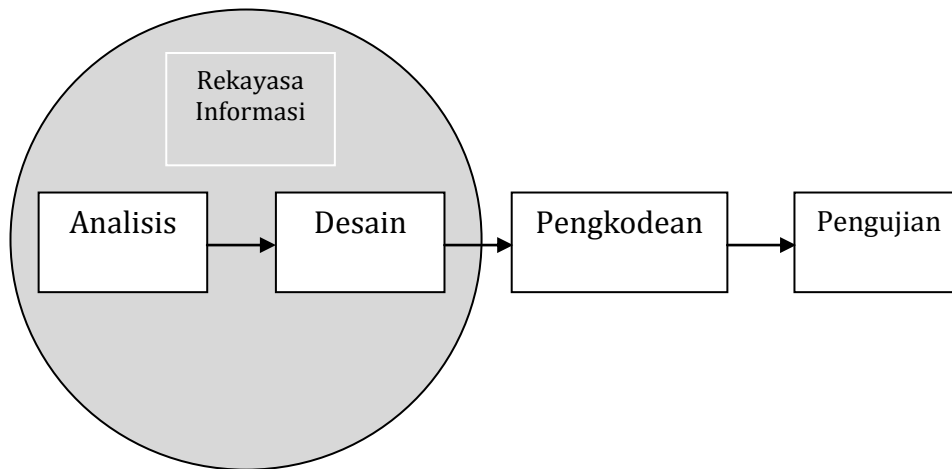 Rekayasa
Informasi
Analisis
Desain
Pengkodean
Pengujian